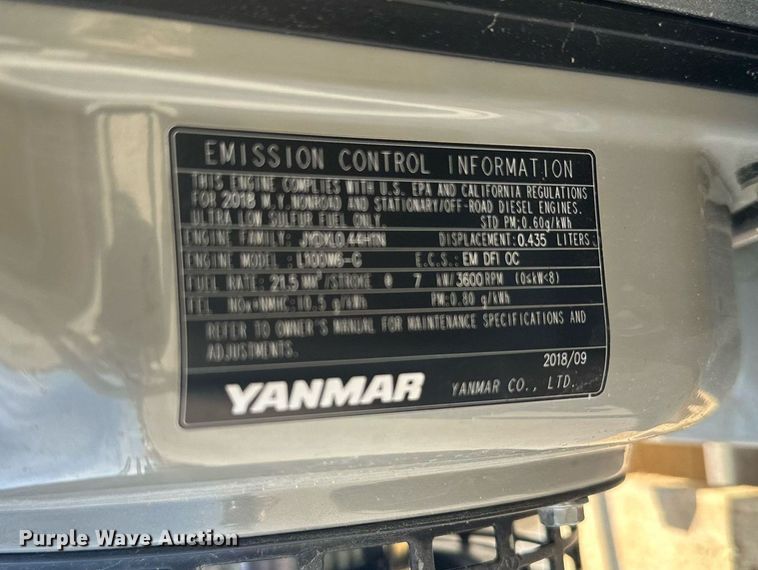 EMISSION CONTROL INFORMATION
THIS ENGINE COMPLIES WITH U.S. EPA AND CALIFORNIA REGULATIONS
FOR 2018 M.Y. NONROAD AND STATIONARY/OFF-ROAD DIESEL ENGINES.
ULTRA LOW SULFUR FUEL ONLY. STD PM:0.60g/kWh
ENGINE FAMILY: DISPLACEMENT:0.435 LITERS
ENGINE MODEL: L100W6-G E.C.S.: EM DFI OC
FUEL RATE: 21.5 MM³/STROKE @ 7 kW/3600RPM (0≤kW<8)
FEL NOx+NMHC:10.5 g/kWh PM:0.80 g/kWh
REFER TO OWNER'S MANUAL FOR MAINTENANCE SPECIFICATIONS AND
ADJUSTMENTS.
2018/09
YANMAR YANMAR CO., LTD.
Purple Wave Auction